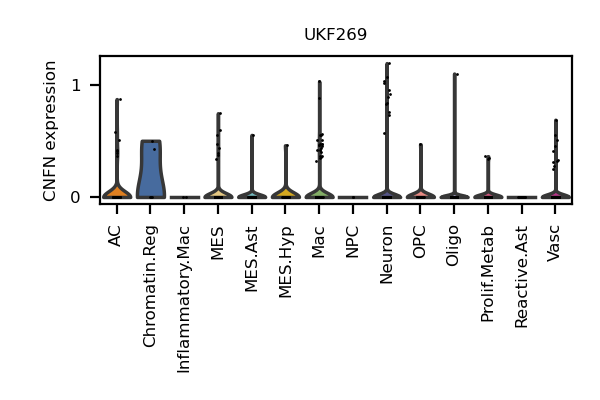 UKF269
CNFN expression
1
0
AC
Chromatin.Reg
Inflammatory.Mac
MES
MES.Ast
MES.Hyp
Mac
NPC
Neuron
OPC
Oligo
Prolif.Metab
Reactive.Ast
Vasc